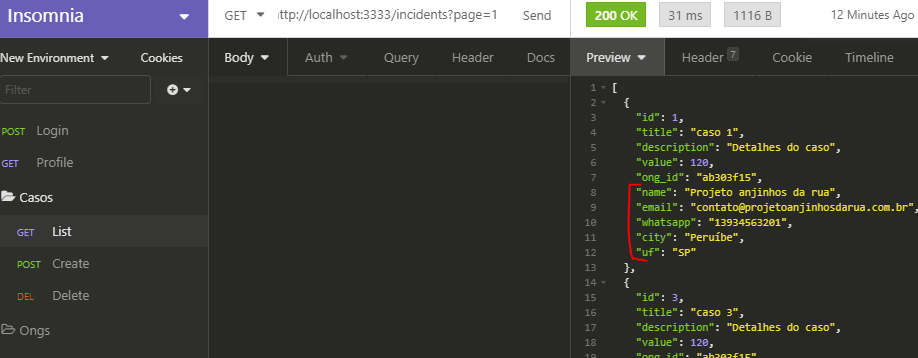 Insomnia
GET http://localhost:3333/incidents?page=1 Send
200 OK 31 ms 1116 B 12 Minutes Ago
New Environment Cookies
Body Auth Query Header Docs
Preview Header 7 Cookie Timeline
Filter
POST Login
GET Profile
Casos
GET List
POST Create
DEL Delete
Ongs
1 [
2 {
3 "id": 1,
4 "title": "caso 1",
5 "description": "Detalhes do caso",
6 "value": 120,
7 "ong_id": "ab303f15",
8 "name": "Projeto anjinhos da rua",
9 "email": "contato@projetoanjinhosdarua.com.br",
10 "whatsapp": "13934563201",
11 "city": "Peruíbe",
12 "uf": "SP"
13 },
14 {
15 "id": 3,
16 "title": "caso 3",
17 "description": "Detalhes do caso",
18 "value": 120,
19 "ong_id": "ab303f15",